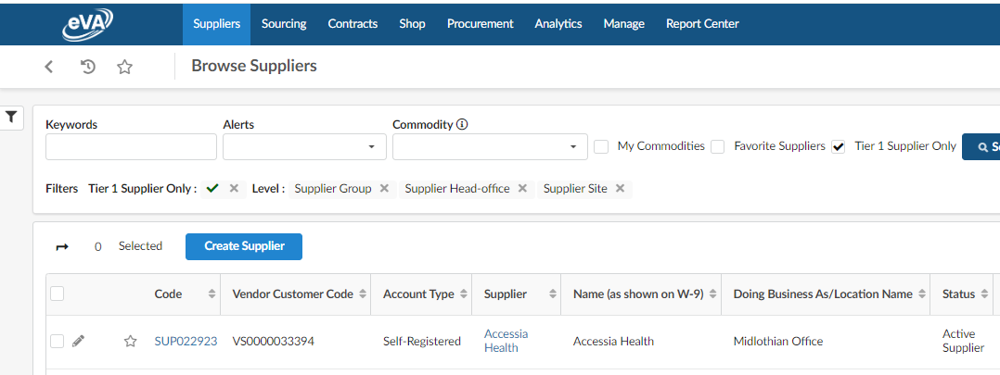 eVA Suppliers Sourcing Contracts Shop Procurement Analytics Manage Report Center
Browse Suppliers
Keywords Alerts Commodity
My Commodities Favorite Suppliers Tier 1 Supplier Only
Filters Tier 1 Supplier Only : Level : Supplier Group Supplier Head-office Supplier Site
0 Selected Create Supplier
Code Vendor Customer Code Account Type Supplier Name (as shown on W-9) Doing Business As/Location Name Status
SUP022923 VS0000033394 Self-Registered Accessia Health Accessia Health Midlothian Office Active Supplier